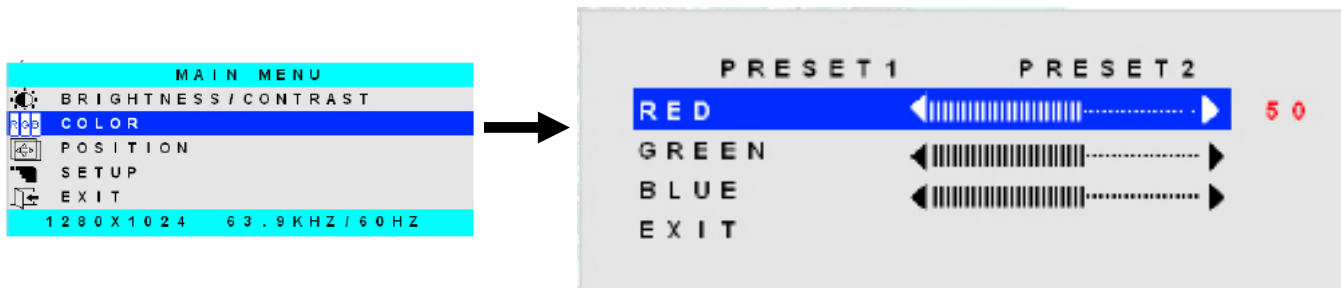 MAIN MENU
BRIGHTNESS/CONTRAST
RGB COLOR
POSITION
SETUP
EXIT
1280X1024 63.9KHZ/60HZ
PRESET1 PRESET2
RED 50
GREEN
BLUE
EXIT